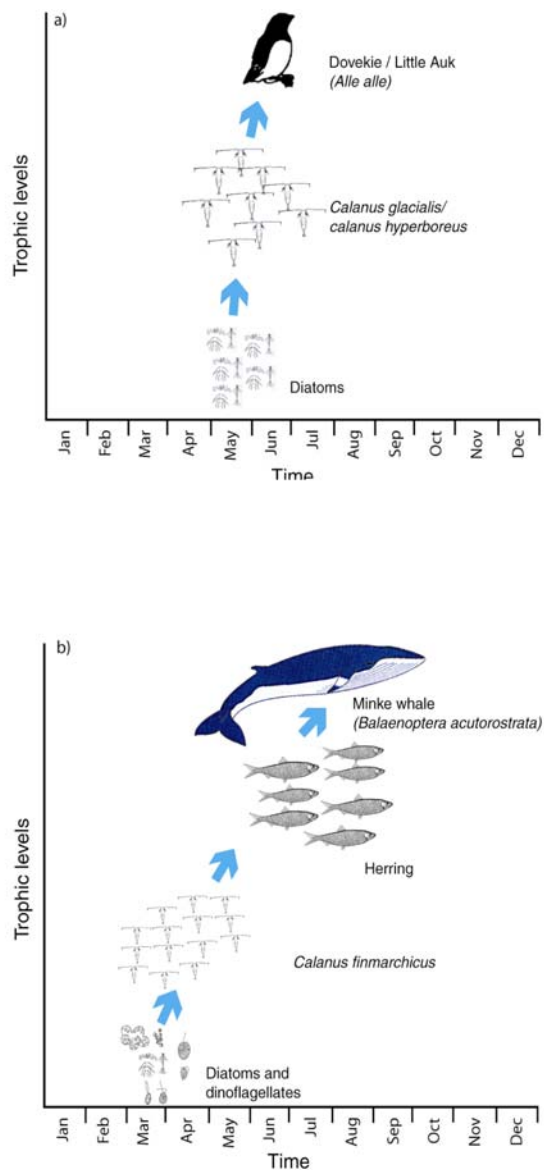 a)
Dovekie / Little Auk
(Alle alle)
Trophic levels
Calanus glacialis/
calanus hyperboreus
Diatoms
Jan Feb Mar Apr May Jun Jul Aug Sep Oct Nov Dec
Time
b)
Minke whale
(Balaenoptera acutorostrata)
Trophic levels
Herring
Calanus finmarchicus
Diatoms and
dinoflagellates
Jan Feb Mar Apr May Jun Jul Aug Sep Oct Nov Dec
Time